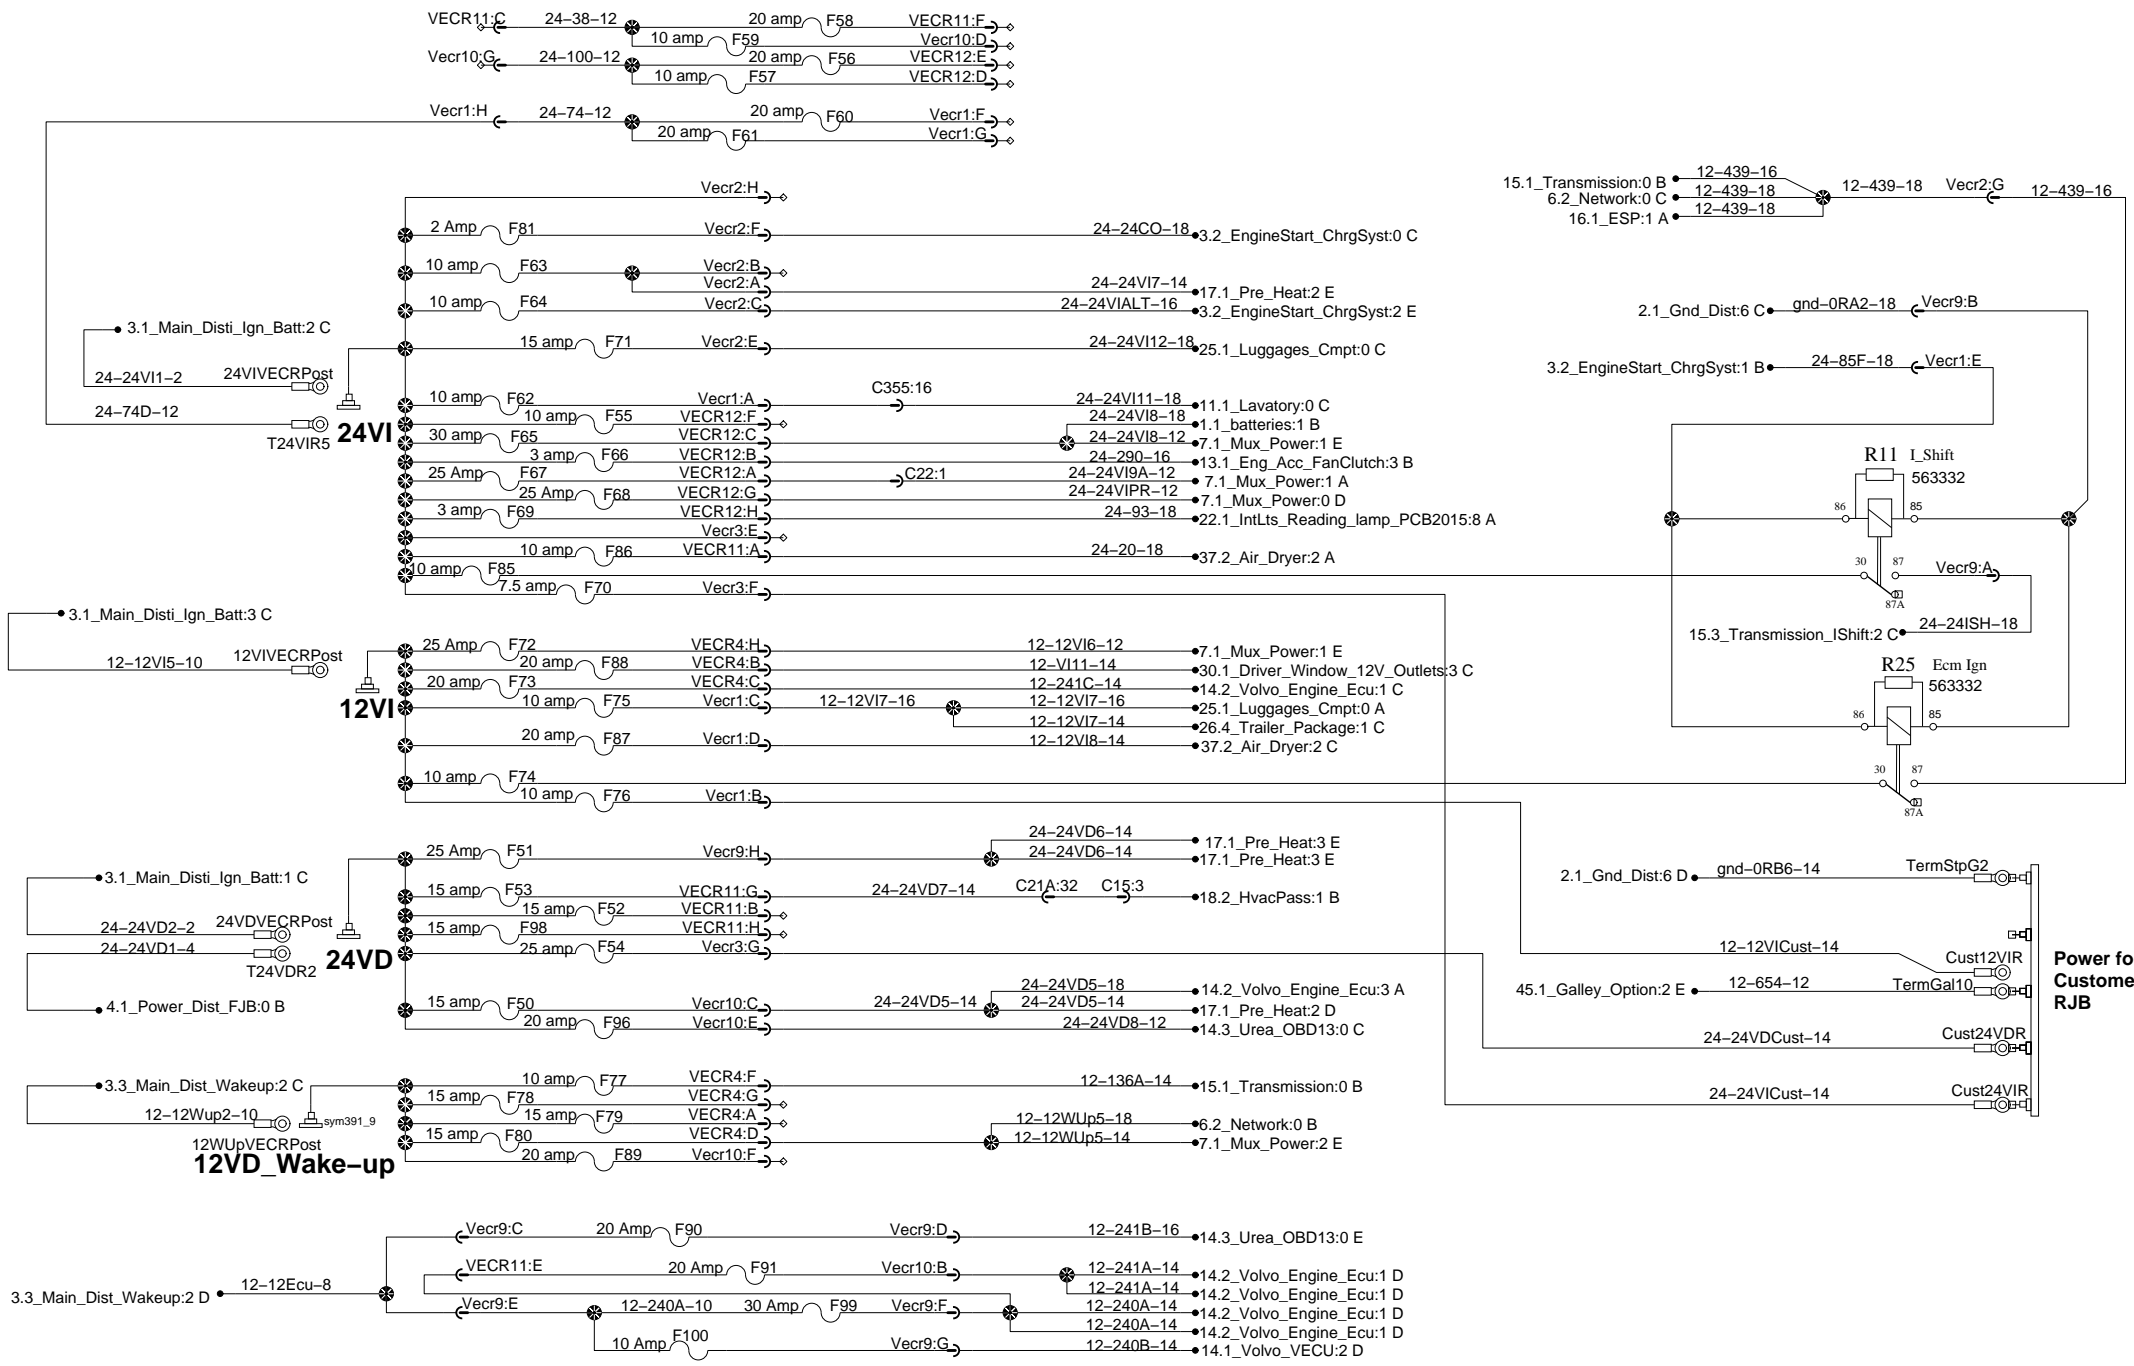 VECR11:C 24−38−12 20 amp F58 VECR11:F
10 amp F59 Vecr10:D
Vecr10:G 24−100−12 20 amp F56 VECR12:E
10 amp F57 VECR12:D
Vecr1:H 24−74−12 20 amp F60 Vecr1:F
20 amp F61 Vecr1:G
Vecr2:H
2 Amp F81 Vecr2:F 24−24CO−18 3.2_EngineStart_ChrgSyst:0 C
10 amp F63 Vecr2:B
Vecr2:A 24−24VI7−14 17.1_Pre_Heat:2 E
10 amp F64 Vecr2:C 24−24VIALT−16 3.2_EngineStart_ChrgSyst:2 E
3.1_Main_Disti_Ign_Batt:2 C
15 amp F71 Vecr2:E 24−24VI12−18 25.1_Luggages_Cmpt:0 C
24−24VI1−2 24VIVECRPost
24−74D−12
T24VIR5
24VI
10 amp F62 Vecr1:A C355:16 24−24VI11−18 11.1_Lavatory:0 C
10 amp F55 VECR12:F 24−24VI8−18 1.1_batteries:1 B
30 amp F65 VECR12:C 24−24VI8−12 7.1_Mux_Power:1 E
3 amp F66 VECR12:B 24−290−16 13.1_Eng_Acc_FanClutch:3 B
25 Amp F67 VECR12:A C22:1 24−24VI9A−12 7.1_Mux_Power:1 A
25 Amp F68 VECR12:G 24−24VIPR−12 7.1_Mux_Power:0 D
3 amp F69 VECR12:H 24−93−18 22.1_IntLts_Reading_lamp_PCB2015:8 A
Vecr3:E
10 amp F86 VECR11:A 24−20−18 37.2_Air_Dryer:2 A
10 amp F85
7.5 amp F70 Vecr3:F
15.1_Transmission:0 B 12−439−16
6.2_Network:0 C 12−439−18 12−439−18 Vecr2:G 12−439−16
16.1_ESP:1 A 12−439−18
2.1_Gnd_Dist:6 C gnd−0RA2−18 Vecr9:B
3.2_EngineStart_ChrgSyst:1 B 24−85F−18 Vecr1:E
R11 I_Shift
563332
86 85
30 87 Vecr9:A
87A
15.3_Transmission_IShift:2 C 24−24ISH−18
R25 Ecm Ign
563332
86 85
30 87
87A
3.1_Main_Disti_Ign_Batt:3 C
12−12VI5−10 12VIVECRPost
12VI
25 Amp F72 VECR4:H 12−12VI6−12 7.1_Mux_Power:1 E
20 amp F88 VECR4:B 12−VI11−14 30.1_Driver_Window_12V_Outlets:3 C
20 amp F73 VECR4:C 12−241C−14 14.2_Volvo_Engine_Ecu:1 C
10 amp F75 Vecr1:C 12−12VI7−16 12−12VI7−16 25.1_Luggages_Cmpt:0 A
12−12VI7−14 26.4_Trailer_Package:1 C
20 amp F87 Vecr1:D 12−12VI8−14 37.2_Air_Dryer:2 C
10 amp F74
10 amp F76 Vecr1:B
24−24VD6−14 17.1_Pre_Heat:3 E
25 Amp F51 Vecr9:H 24−24VD6−14 17.1_Pre_Heat:3 E
3.1_Main_Disti_Ign_Batt:1 C
24−24VD2−2 24VDVECRPost
24−24VD1−4
T24VDR2
24VD
4.1_Power_Dist_FJB:0 B
15 amp F53 VECR11:G 24−24VD7−14 C21A:32 C15:3 18.2_HvacPass:1 B
15 amp F52 VECR11:B
15 amp F98 VECR11:H
25 amp F54 Vecr3:G
24−24VD5−18 14.2_Volvo_Engine_Ecu:3 A
15 amp F50 Vecr10:C 24−24VD5−14 24−24VD5−14 17.1_Pre_Heat:2 D
20 amp F96 Vecr10:E 24−24VD8−12 14.3_Urea_OBD13:0 C
2.1_Gnd_Dist:6 D gnd−0RB6−14 TermStpG2
12−12VICust−14 Cust12VIR
45.1_Galley_Option:2 E 12−654−12 TermGal10
24−24VDCust−14 Cust24VDR
24−24VICust−14 Cust24VIR
Power fo
Custome
RJB
3.3_Main_Dist_Wakeup:2 C
12−12Wup2−10 sym391_9
12WUpVECRPost
12VD_Wake−up
10 amp F77 VECR4:F 12−136A−14 15.1_Transmission:0 B
15 amp F78 VECR4:G
15 amp F79 VECR4:A 12−12WUp5−18 6.2_Network:0 B
15 amp F80 VECR4:D 12−12WUp5−14 7.1_Mux_Power:2 E
20 amp F89 Vecr10:F
Vecr9:C 20 Amp F90 Vecr9:D 12−241B−16 14.3_Urea_OBD13:0 E
VECR11:E 20 Amp F91 Vecr10:B 12−241A−14 14.2_Volvo_Engine_Ecu:1 D
12−241A−14 14.2_Volvo_Engine_Ecu:1 D
3.3_Main_Dist_Wakeup:2 D 12−12Ecu−8
Vecr9:E 12−240A−10 30 Amp F99 Vecr9:F 12−240A−14 14.2_Volvo_Engine_Ecu:1 D
12−240A−14 14.2_Volvo_Engine_Ecu:1 D
10 Amp F100 Vecr9:G 12−240B−14 14.1_Volvo_VECU:2 D